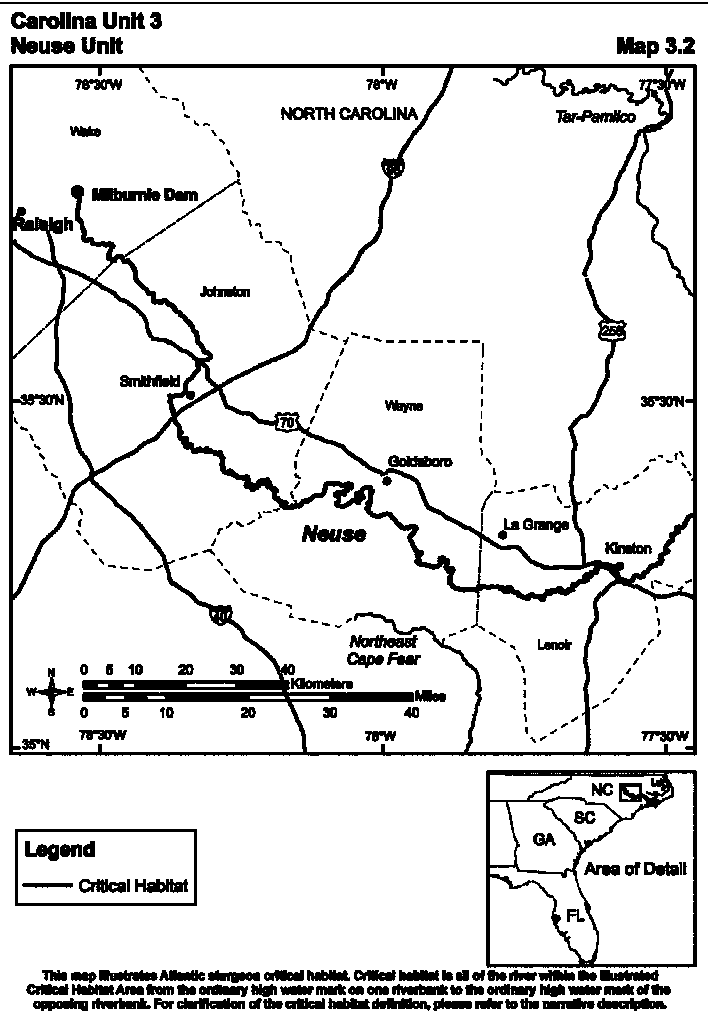 Carolina Unit 3
Neuse Unit
Map 3.2
78°30'W
78°W
77°30'W
NORTH CAROLINA
Tar-Pamlico
Wake
Milburnie Dam
Raleigh
Johnston
258
Smithfield
35°30'N
35°30'N
Wayne
70
Goldsboro
Neuse
La Grange
Kinston
40
Northeast
Cape Fear
Lenoir
N
W E
S
0 5 10 20 30 40
Kilometers
Miles
0 5 10 20 30 40
35°N
78°30'W
78°W
77°30'W
NC
SC
GA
Area of Detail
FL
Legend
Critical Habitat
This map illustrates Atlantic sturgeon critical habitat. Critical habitat is all of the river within the illustrated
Critical Habitat Area from the ordinary high water mark on one riverbank to the ordinary high water mark of the
opposing riverbank. For clarification of the critical habitat definition, please refer to the narrative description.